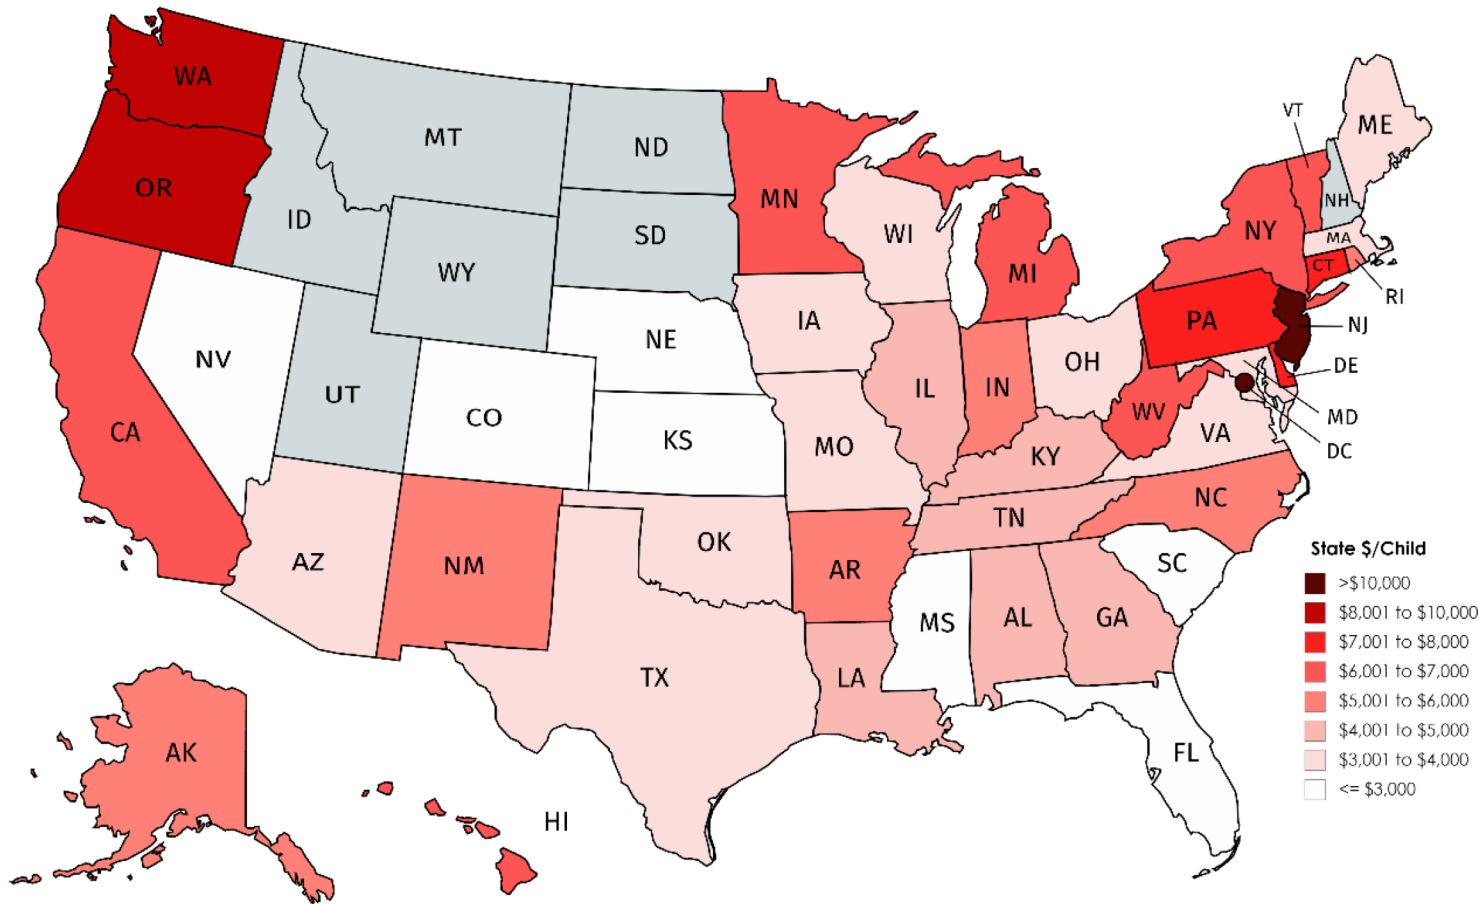 WA
MT
ND
MN
VT
ME
OR
ID
SD
WI
NH
NY
MA
WY
MI
CT
RI
IA
PA
NJ
NV
NE
OH
DE
UT
IL
IN
CO
WV
MD
CA
KS
MO
KY
VA
DC
NC
TN
OK
AZ
NM
AR
SC
MS
AL
GA
TX
LA
AK
FL
HI
State $/Child
>$10,000
$8,001 to $10,000
$7,001 to $8,000
$6,001 to $7,000
$5,001 to $6,000
$4,001 to $5,000
$3,001 to $4,000
<= $3,000